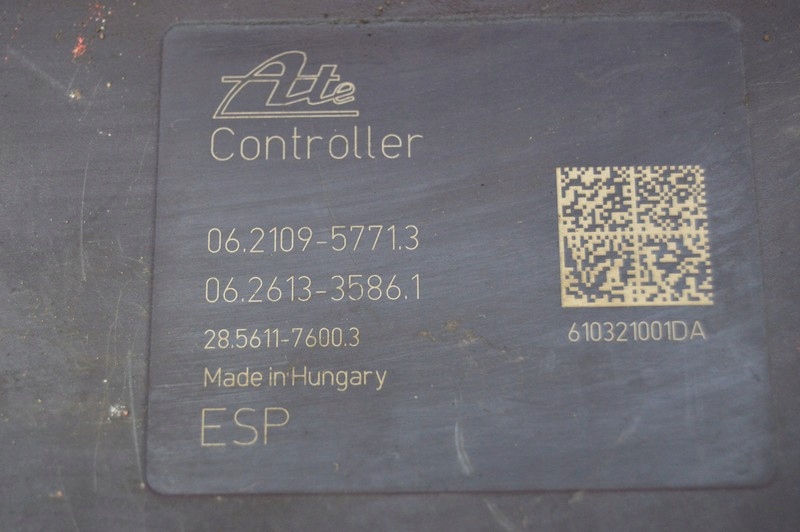 Ate
Controller
06.2109-5771.3
06.2613-3586.1
28.5611-7600.3
Made in Hungary
ESP
610321001DA